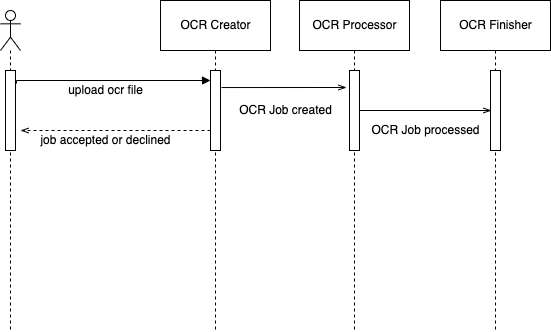 OCR Creator
OCR Processor
OCR Finisher
upload ocr file
OCR Job created
OCR Job processed
job accepted or declined